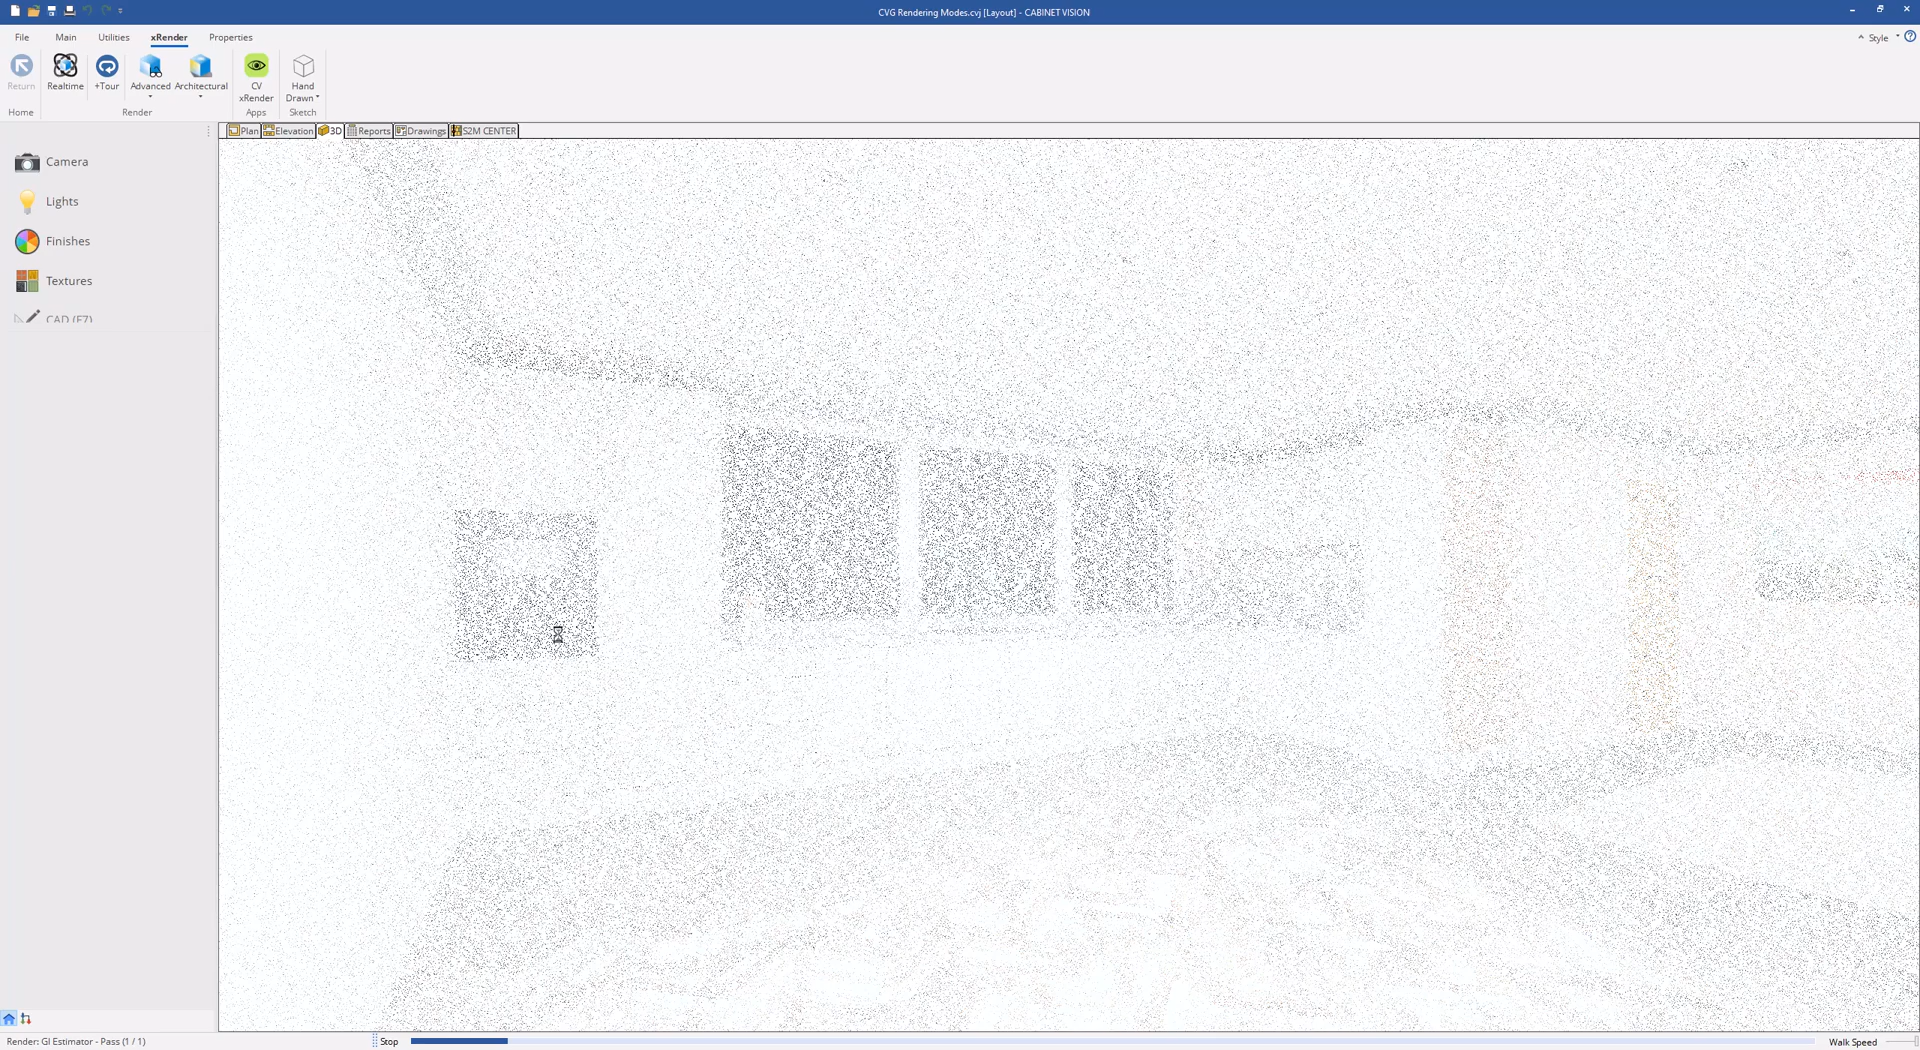 CVG Rendering Modes.cvj [Layout] - CABINET VISION
File Main Utilities xRender Properties Style
Return Realtime +Tour Advanced Architectural CV xRender Hand Drawn
Home Render Apps Sketch
Plan Elevation 3D Reports Drawings S2M CENTER
Camera
Lights
Finishes
Textures
CAD (F7)
Render: GI Estimator - Pass (1 / 1) Stop Walk Speed